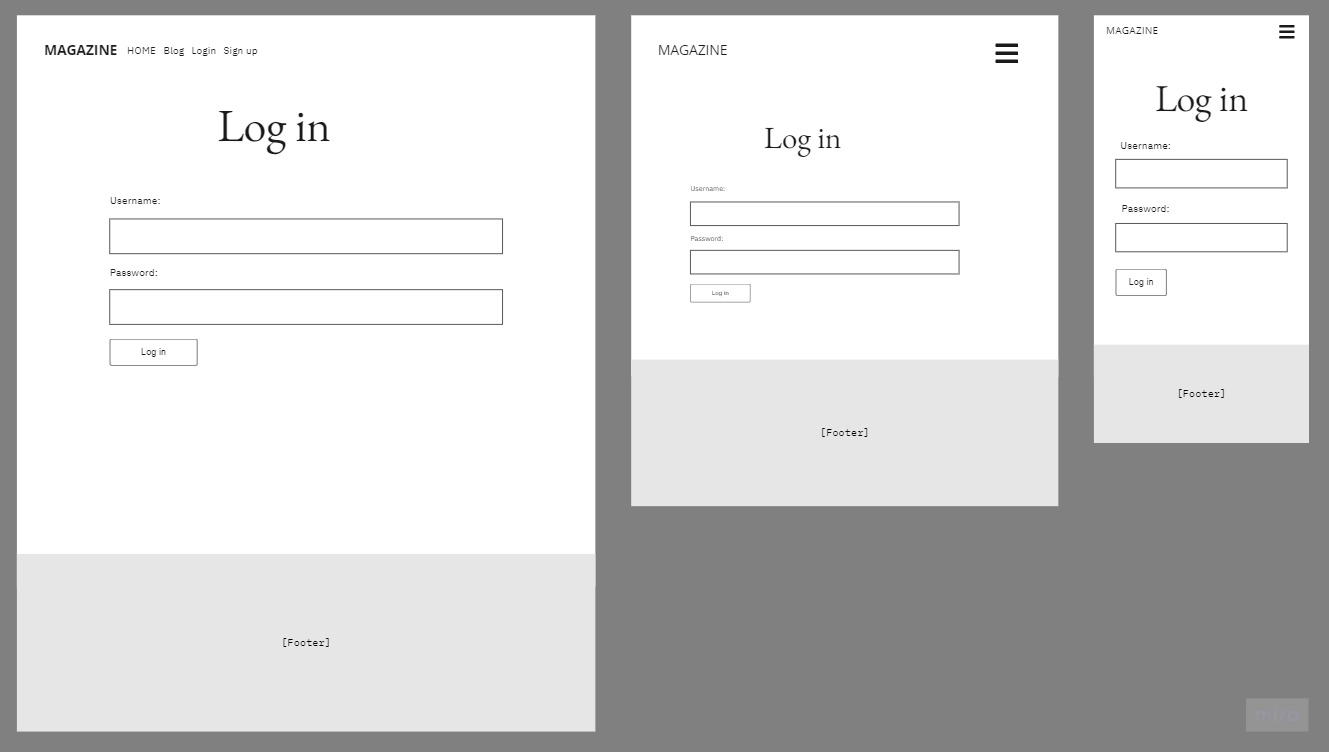 MAGAZINE HOME Blog Login Sign up
Log in
Username:
Password:
Log in
[Footer]
MAGAZINE
Log in
Username:
Password:
Log in
[Footer]
MAGAZINE
Log in
Username:
Password:
Log in
[Footer]
miro